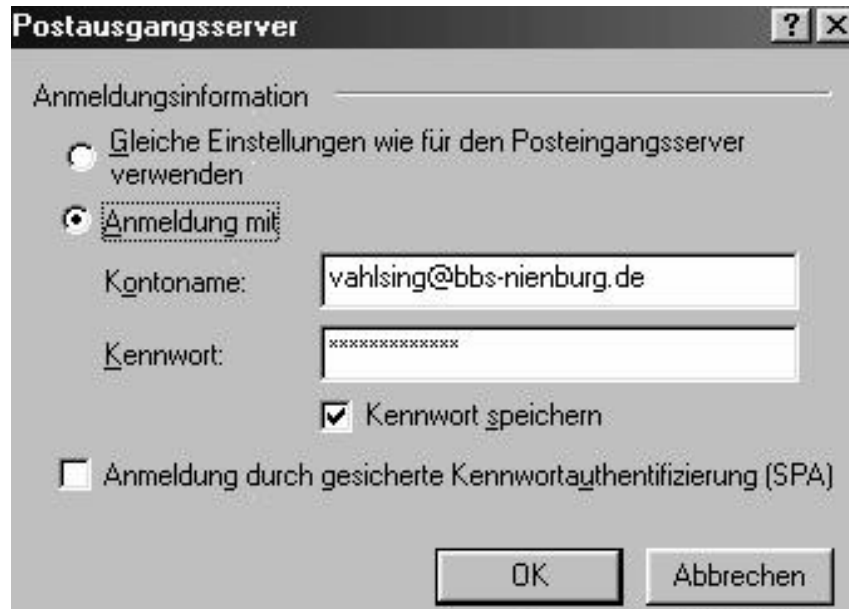 Postausgangsserver
Anmeldungsinformation
Gleiche Einstellungen wie für den Posteingangsserver
verwenden
Anmeldung mit
Kontoname: vahlsing@bbs-nienburg.de
Kennwort: xxxxxxxxxxxxx
Kennwort speichern
Anmeldung durch gesicherte Kennwortauthentifizierung (SPA)
OK Abbrechen